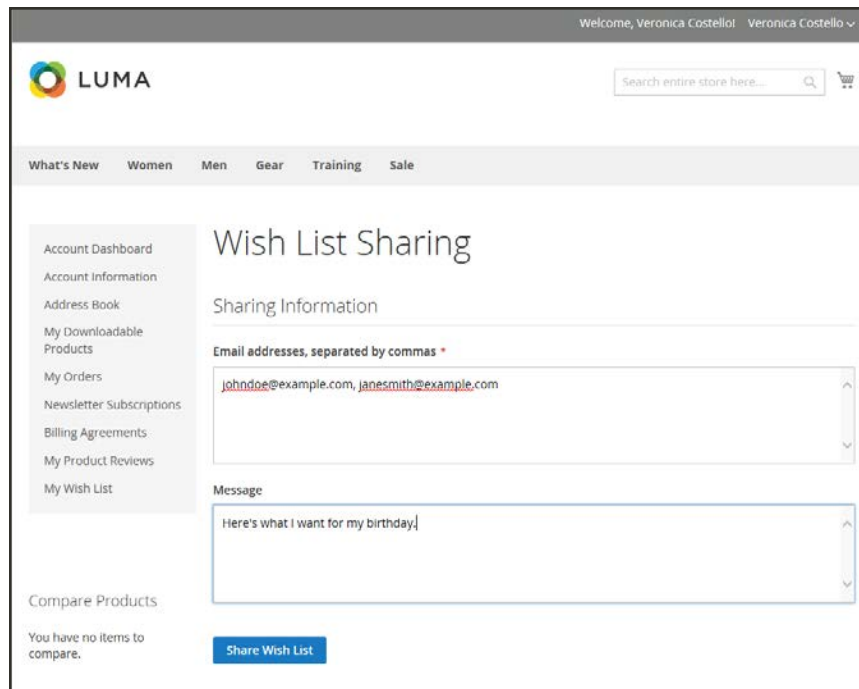 Welcome, Veronica Costello! Veronica Costello
LUMA
Search entire store here...
What's New Women Men Gear Training Sale
Account Dashboard
Account Information
Address Book
My Downloadable
Products
My Orders
Newsletter Subscriptions
Billing Agreements
My Product Reviews
My Wish List
Compare Products
You have no items to
compare.
Wish List Sharing
Sharing Information
Email addresses, separated by commas *
johndoe@example.com, janesmith@example.com
Message
Here's what I want for my birthday.
Share Wish List